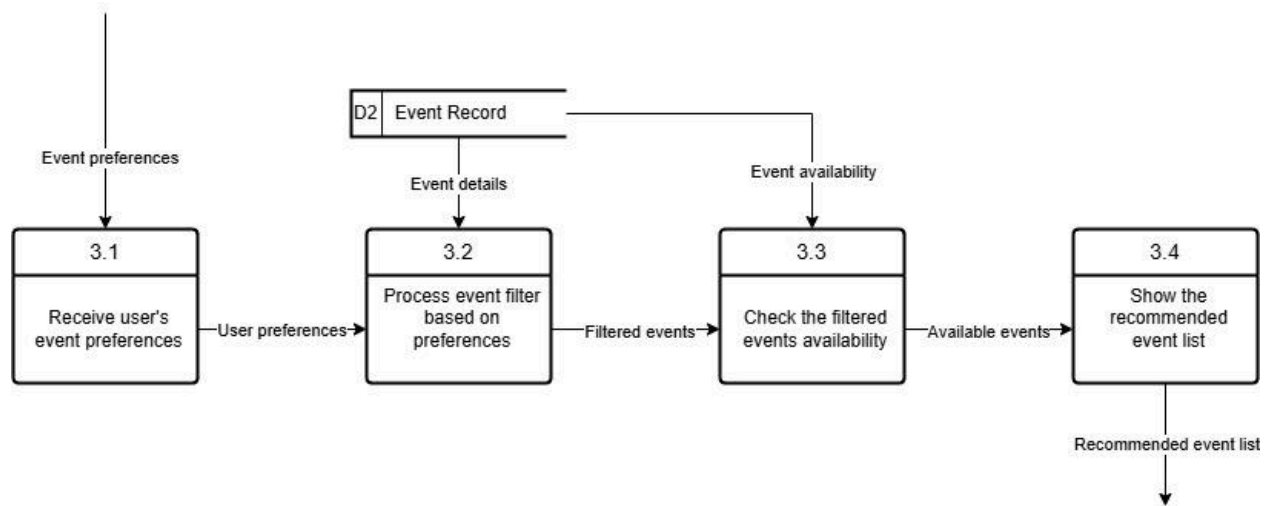 D2 Event Record
Event preferences
Event details
Event availability
3.1
Receive user's
event preferences
User preferences
3.2
Process event filter
based on
preferences
Filtered events
3.3
Check the filtered
events availability
Available events
3.4
Show the
recommended
event list
Recommended event list